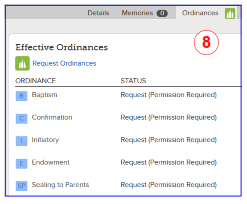 Details Memories 0 Ordinances
8
Effective Ordinances
Request Ordinances
ORDINANCE STATUS
B Baptism Request (Permission Required)
C Confirmation Request (Permission Required)
I Initiatory Request (Permission Required)
E Endowment Request (Permission Required)
SP Sealing to Parents Request (Permission Required)